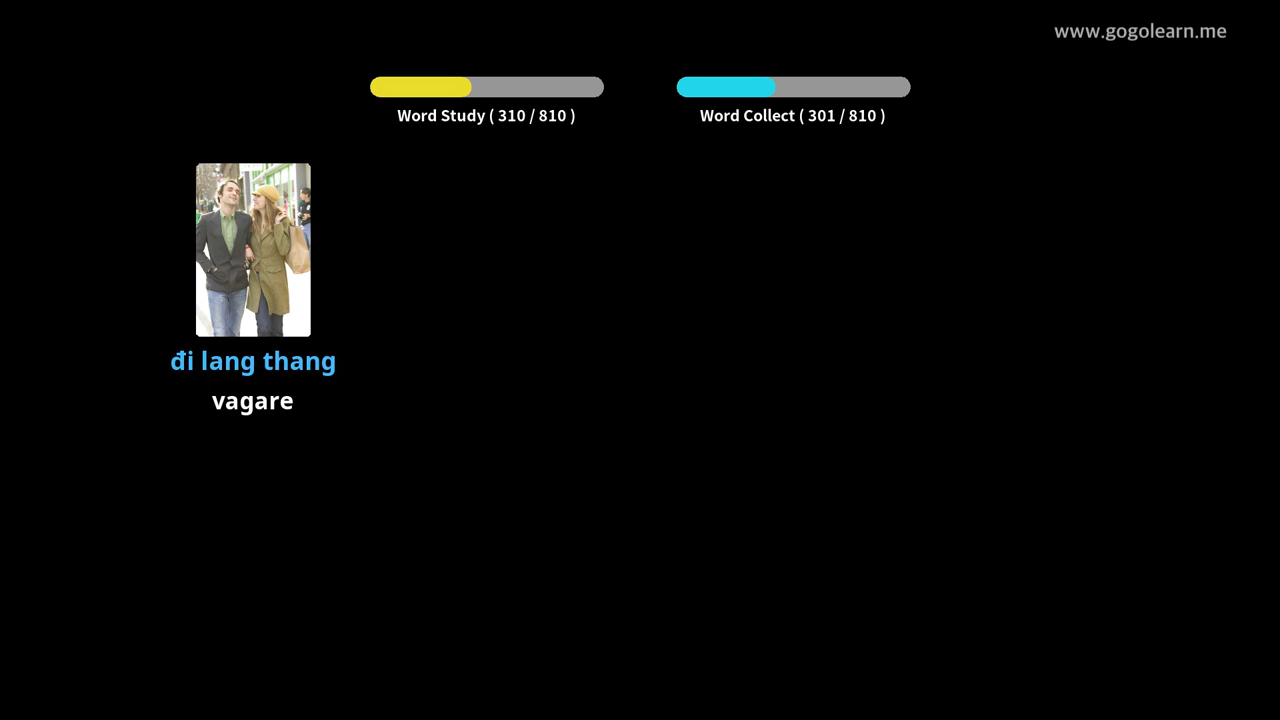 www.gogolearn.me
Word Study ( 310 / 810 )
Word Collect ( 301 / 810 )
đi lang thang
vagare